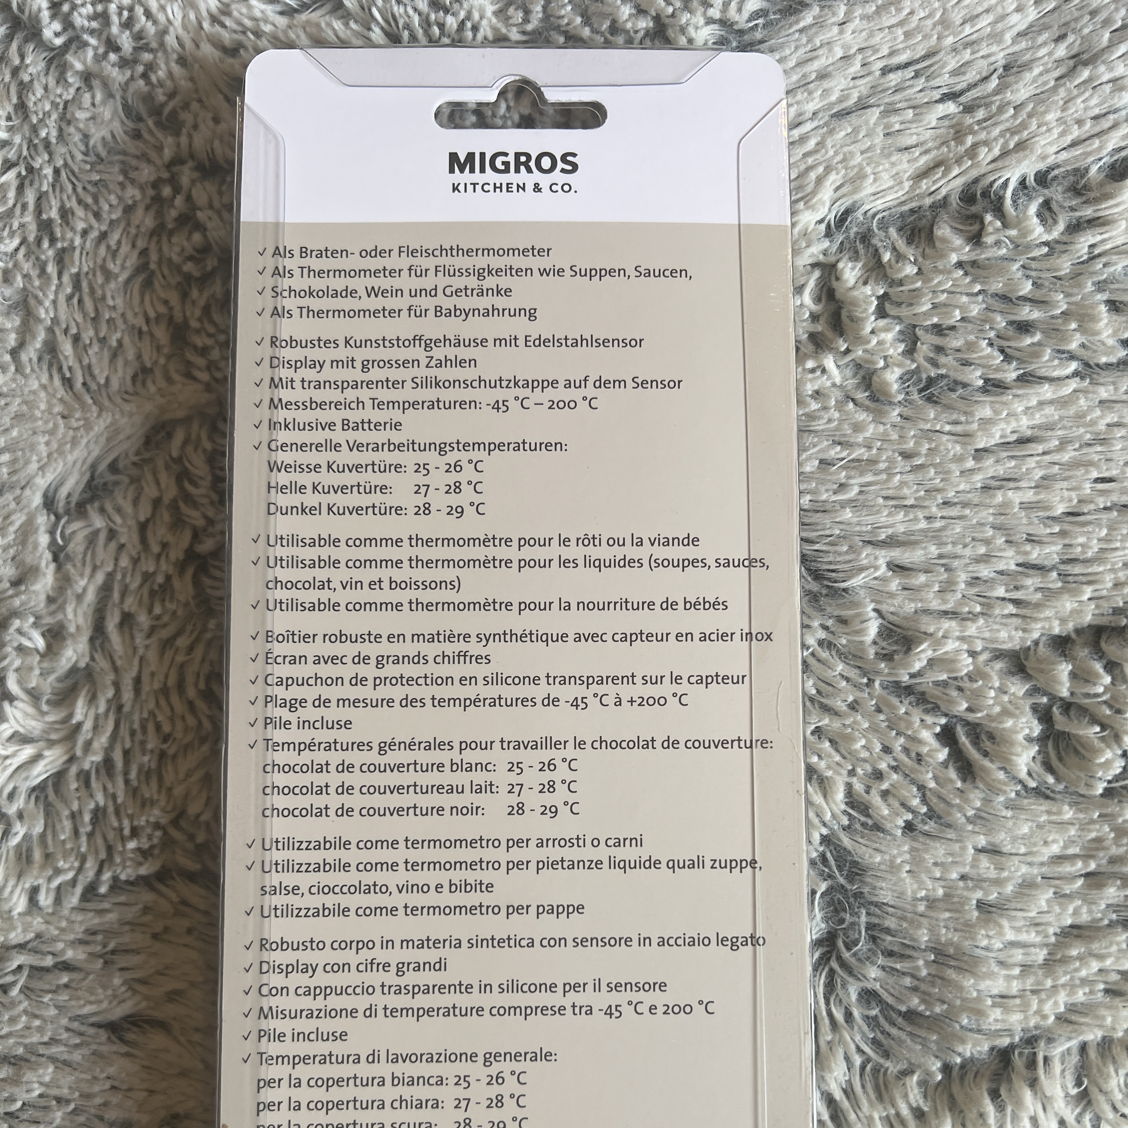 MIGROS
KITCHEN & CO.
✓ Als Braten- oder Fleischthermometer
✓ Als Thermometer für Flüssigkeiten wie Suppen, Saucen,
✓ Schokolade, Wein und Getränke
✓ Als Thermometer für Babynahrung
✓ Robustes Kunststoffgehäuse mit Edelstahlsensor
✓ Display mit grossen Zahlen
✓ Mit transparenter Silikonschutzkappe auf dem Sensor
✓ Messbereich Temperaturen: -45 °C – 200 °C
✓ Inklusive Batterie
✓ Generelle Verarbeitungstemperaturen:
Weisse Kuvertüre: 25 - 26 °C
Helle Kuvertüre: 27 - 28 °C
Dunkel Kuvertüre: 28 - 29 °C
✓ Utilisable comme thermomètre pour le rôti ou la viande
✓ Utilisable comme thermomètre pour les liquides (soupes, sauces,
chocolat, vin et boissons)
✓ Utilisable comme thermomètre pour la nourriture de bébés
✓ Boîtier robuste en matière synthétique avec capteur en acier inox
✓ Écran avec de grands chiffres
✓ Capuchon de protection en silicone transparent sur le capteur
✓ Plage de mesure des températures de -45 °C à +200 °C
✓ Pile incluse
✓ Températures générales pour travailler le chocolat de couverture:
chocolat de couverture blanc: 25 - 26 °C
chocolat de couvertureau lait: 27 - 28 °C
chocolat de couverture noir: 28 - 29 °C
✓ Utilizzabile come termometro per arrosti o carni
✓ Utilizzabile come termometro per pietanze liquide quali zuppe,
salse, cioccolato, vino e bibite
✓ Utilizzabile come termometro per pappe
✓ Robusto corpo in materia sintetica con sensore in acciaio legato
✓ Display con cifre grandi
✓ Con cappuccio trasparente in silicone per il sensore
✓ Misurazione di temperature comprese tra -45 °C e 200 °C
✓ Pile incluse
✓ Temperatura di lavorazione generale:
per la copertura bianca: 25 - 26 °C
per la copertura chiara: 27 - 28 °C
per la copertura scura: 28 - 29 °C